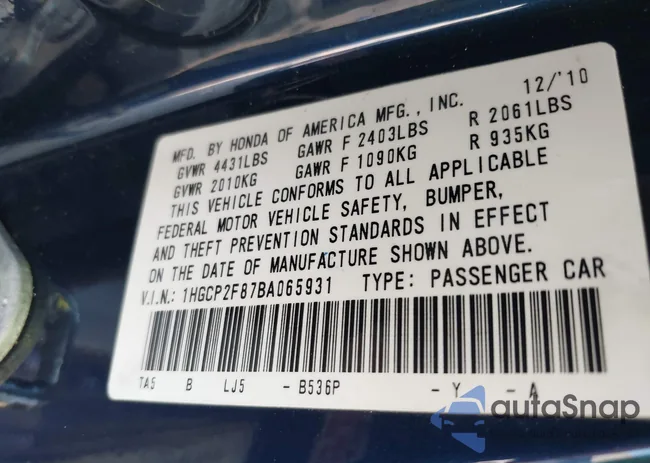 MFD. BY HONDA OF AMERICA MFG., INC. 12/'10
GVWR 4431LBS GAWR F 2403LBS R 2061LBS
GVWR 2010KG GAWR F 1090KG R 935KG
THIS VEHICLE CONFORMS TO ALL APPLICABLE
FEDERAL MOTOR VEHICLE SAFETY, BUMPER,
AND THEFT PREVENTION STANDARDS IN EFFECT
ON THE DATE OF MANUFACTURE SHOWN ABOVE.
V.I.N.: 1HGCP2F87BA065931 TYPE: PASSENGER CAR
TA5 B LJ5 - B536P - Y - A
autoSnap